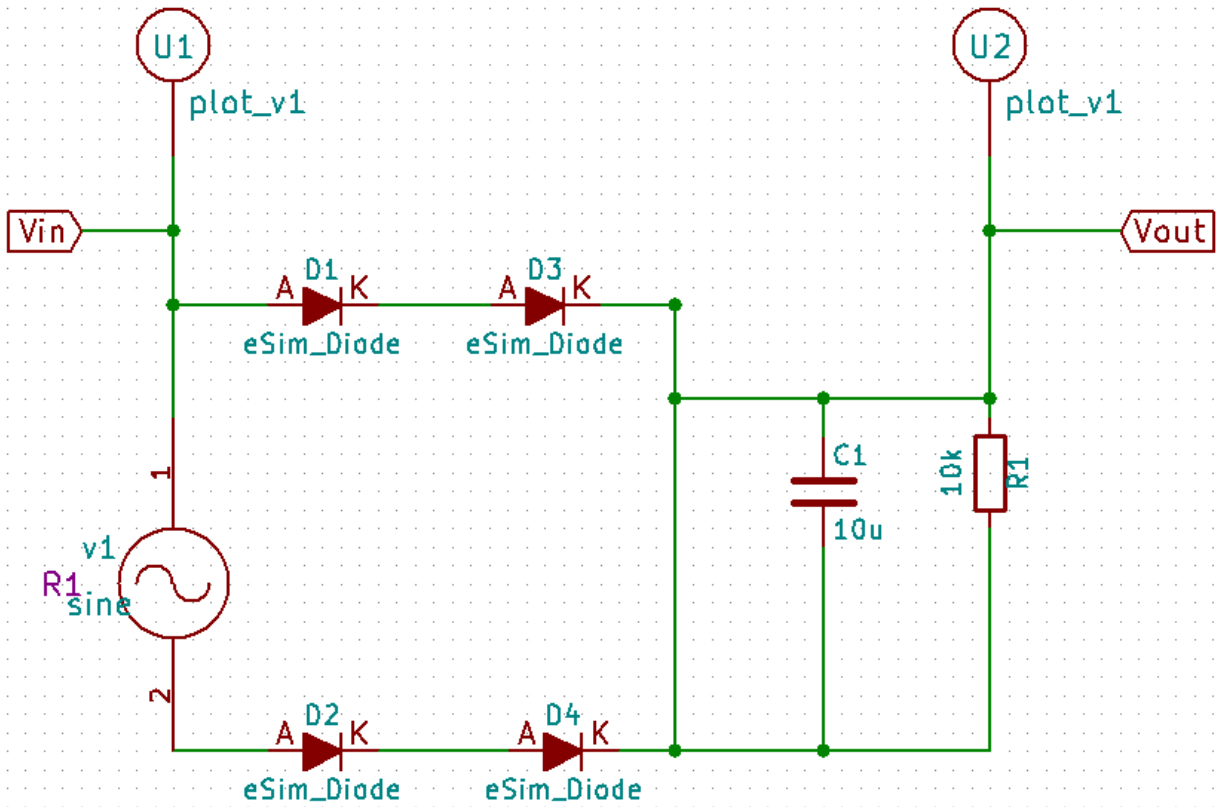 U1
U2
plot_v1
plot_v1
Vin
Vout
D1
D3
A
K
A
K
eSim_Diode
eSim_Diode
1
C1
10k
R1
10u
v1
R1
sine
2
D2
D4
A
K
A
K
eSim_Diode
eSim_Diode